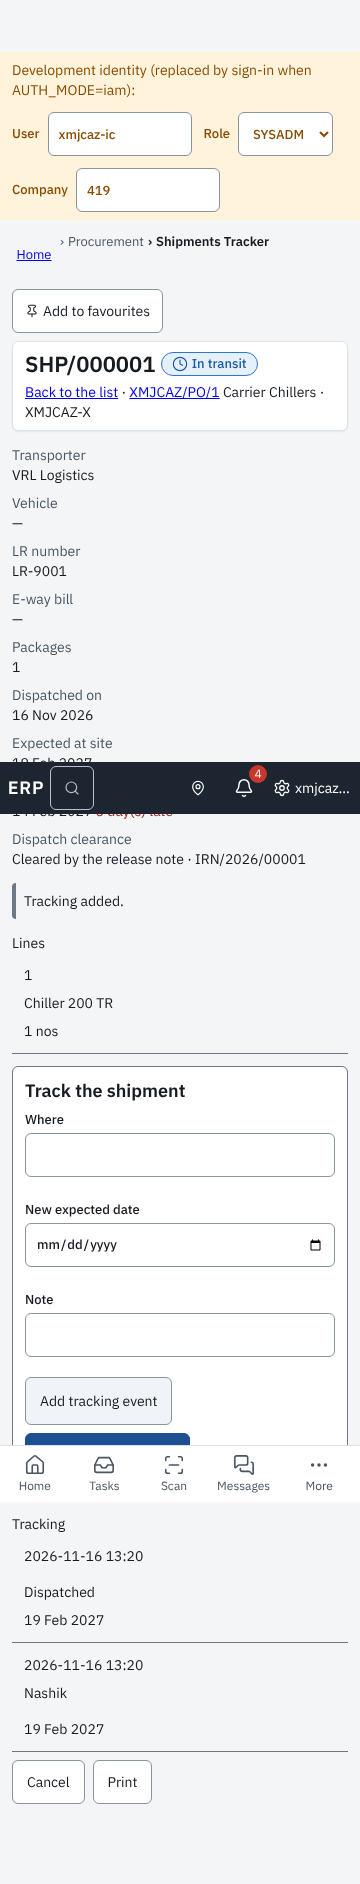 Development identity (replaced by sign-in when
AUTH_MODE=iam):
User xmjcaz-ic Role SYSADM
Company 419
Home › Procurement › Shipments Tracker
Add to favourites
SHP/000001 In transit
Back to the list · XMJCAZ/PO/1 Carrier Chillers ·
XMJCAZ-X
Transporter
VRL Logistics
Vehicle
—
LR number
LR-9001
E-way bill
—
Packages
1
Dispatched on
16 Nov 2026
Expected at site
ERP 4 xmjcaz...
Dispatch clearance
Cleared by the release note · IRN/2026/00001
Tracking added.
Lines
1
Chiller 200 TR
1 nos
Track the shipment
Where
New expected date
mm/dd/yyyy
Note
Add tracking event
Home Tasks Scan Messages More
Tracking
2026-11-16 13:20
Dispatched
19 Feb 2027
2026-11-16 13:20
Nashik
19 Feb 2027
Cancel Print